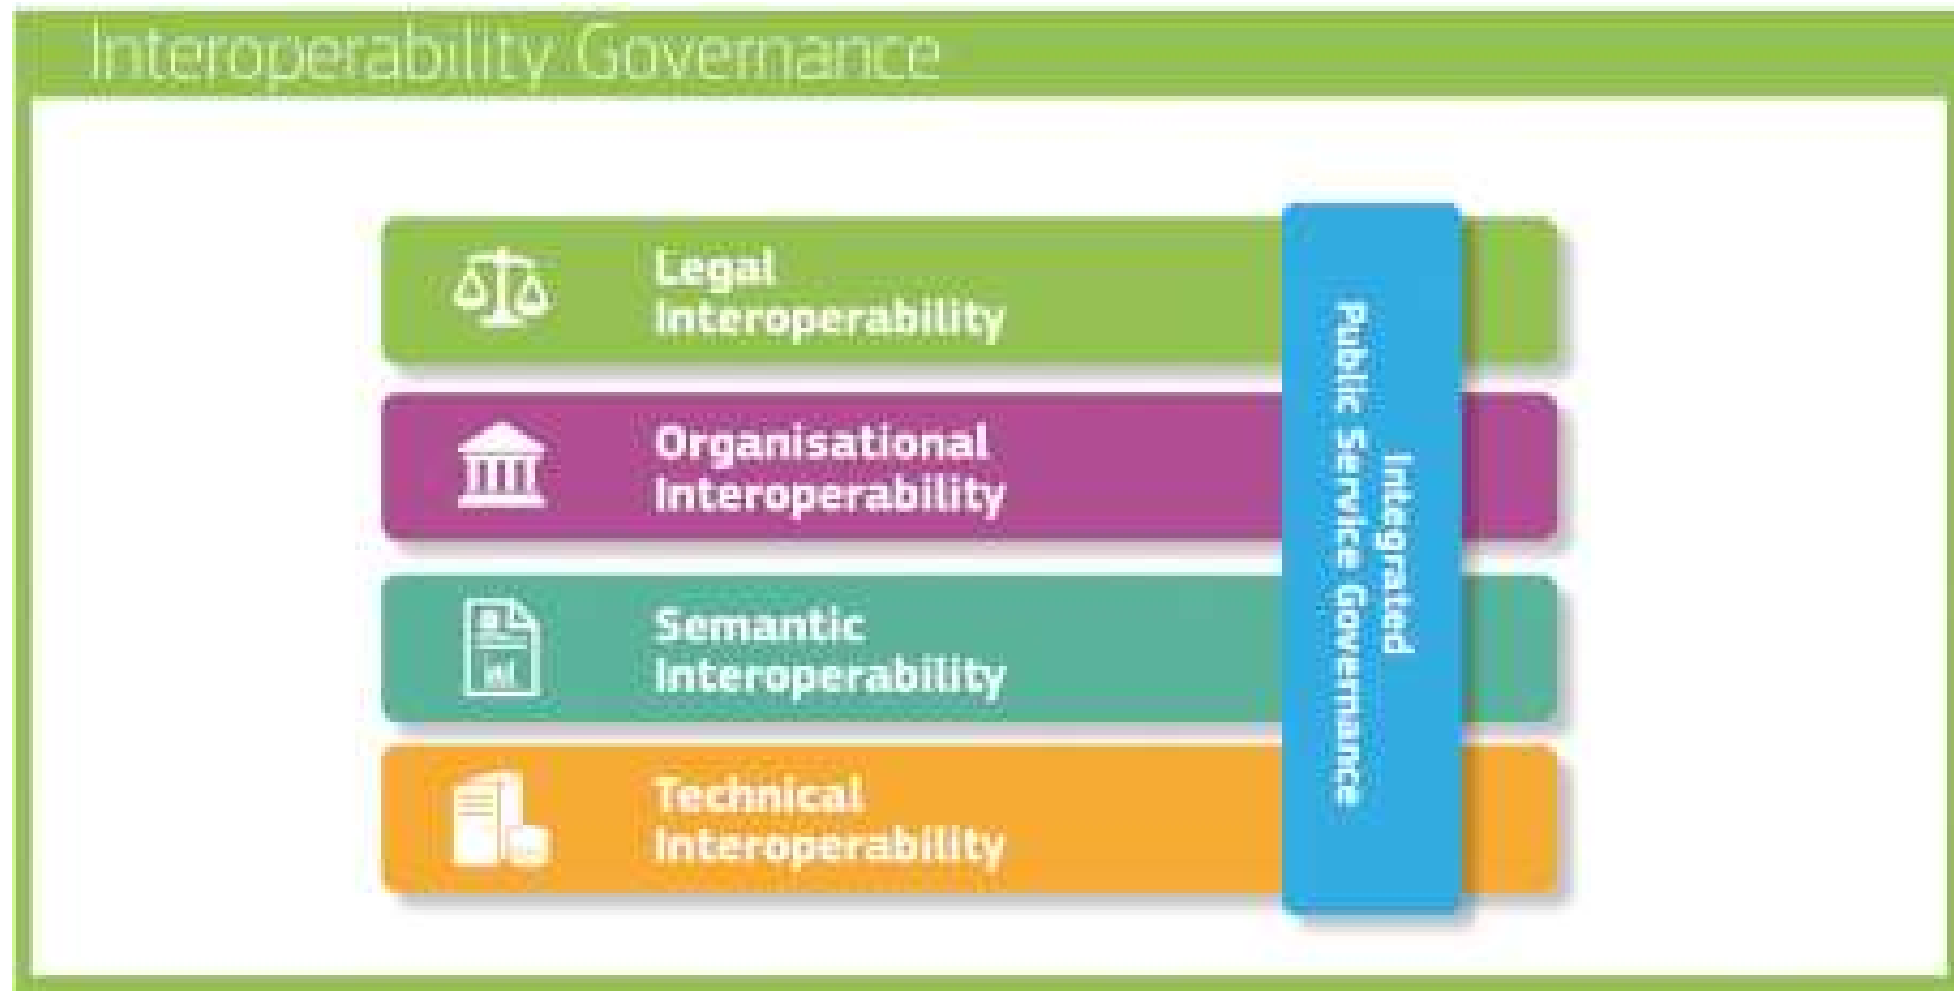 Interoperability Governance
Legal
Interoperability
Organisational
Interoperability
Semantic
Interoperability
Technical
Interoperability
Integrated
Public Service Governance